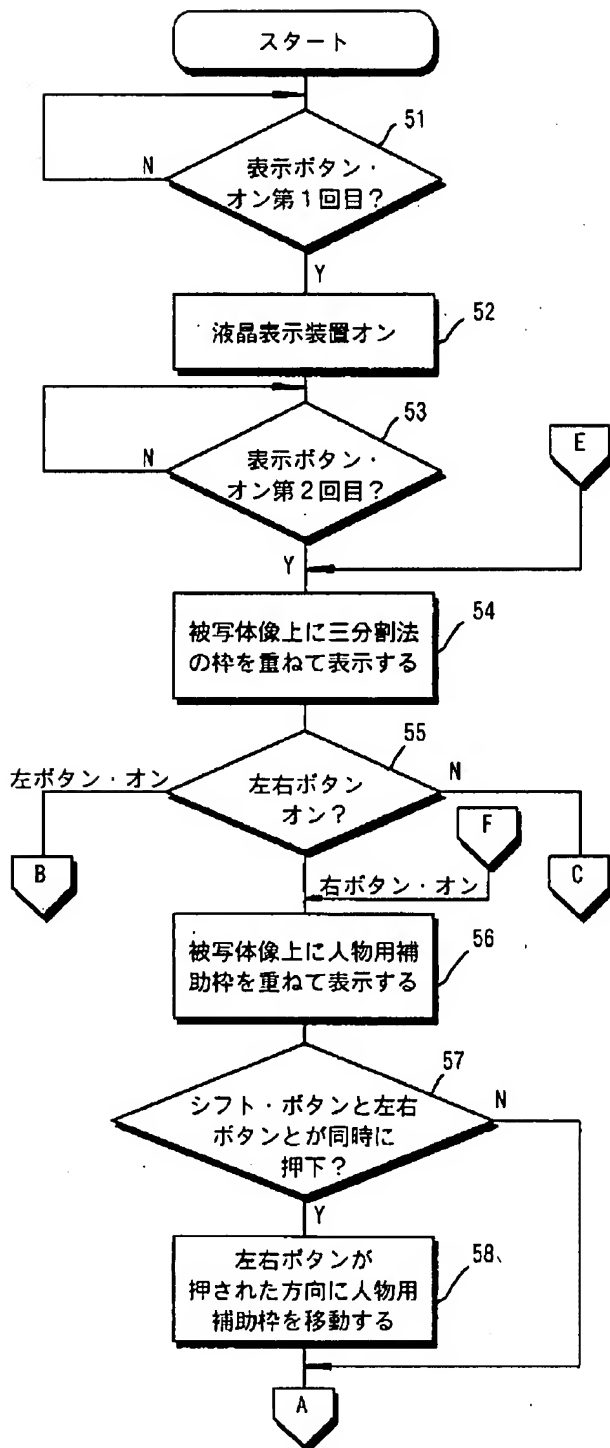 スタート
51
N
表示ボタン・
オン第1回目?
Y
液晶表示装置オン
52
53
N
表示ボタン・
オン第2回目?
E
Y
被写体像上に三分割法
の枠を重ねて表示する
54
55
左ボタン・オン
左右ボタン
オン?
N
B
F
C
右ボタン・オン
被写体像上に人物用補
助枠を重ねて表示する
56
57
シフト・ボタンと左右
ボタンとが同時に
押下?
N
Y
左右ボタンが
押された方向に人物用
補助枠を移動する
58
A